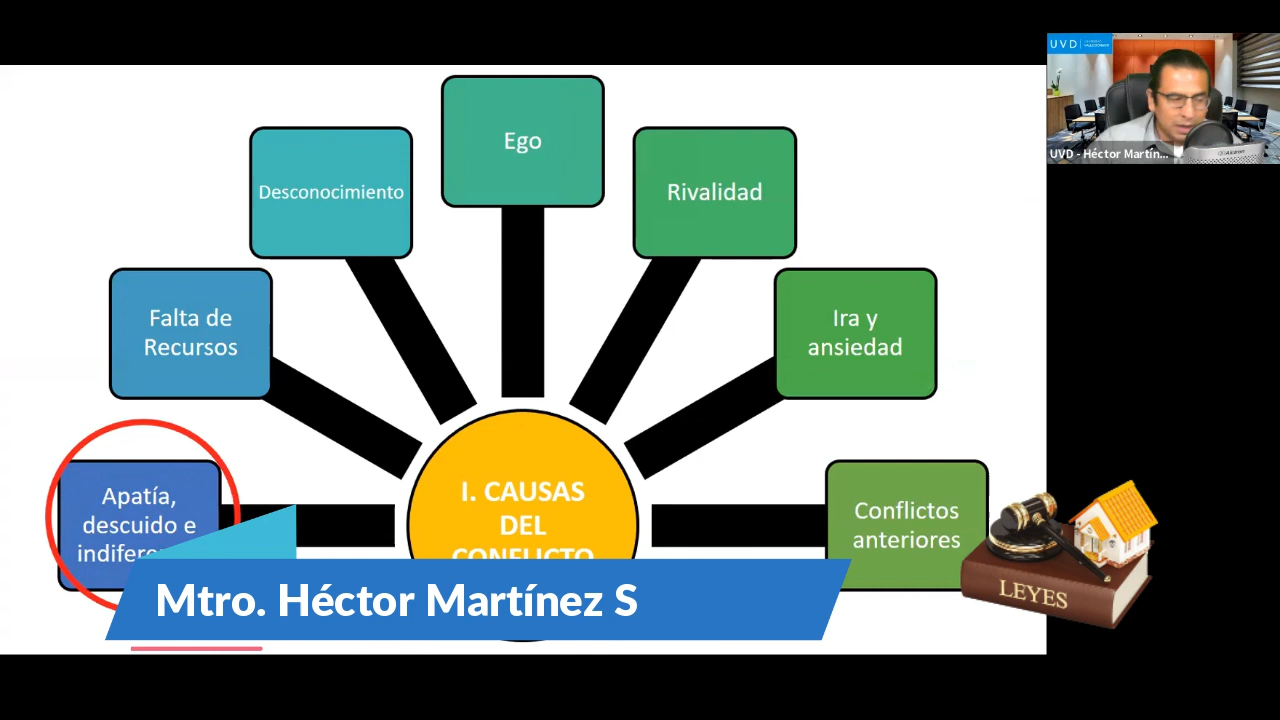 Ego
Desconocimiento
Rivalidad
Falta de
Recursos
Ira y
ansiedad
Apatía,
descuido e
I. CAUSAS
DEL
CONFLICTO
Conflictos
anteriores
Mtro. Héctor Martínez S
LEYES
UVD
UVD - Héctor Martín...